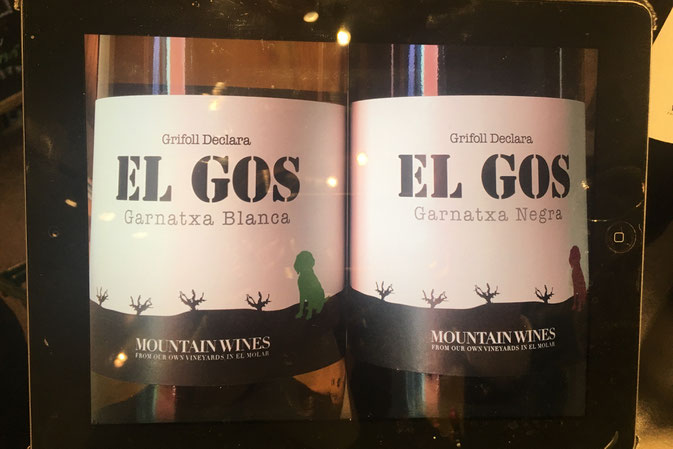 Grifoll Declara
EL GOS
Garnatxa Blanca
MOUNTAIN WINES
FROM OUR OWN VINEYARDS IN EL MOLAR
Grifoll Declara
EL GOS
Garnatxa Negra
MOUNTAIN WINES
FROM OUR OWN VINEYARDS IN EL MOLAR